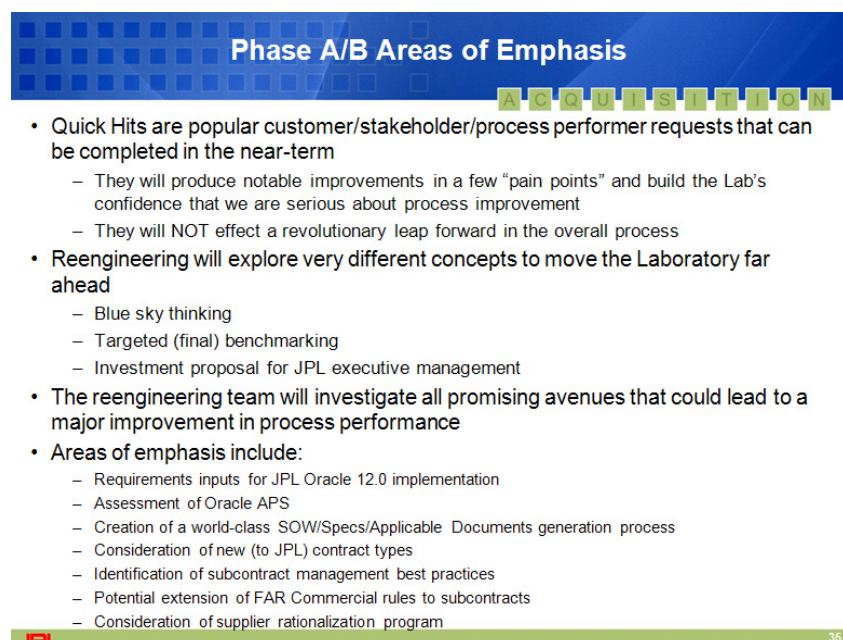 Phase A/B Areas of Emphasis
A C Q U I S I T I O N
• Quick Hits are popular customer/stakeholder/process performer requests that can
be completed in the near-term
– They will produce notable improvements in a few “pain points” and build the Lab’s
confidence that we are serious about process improvement
– They will NOT effect a revolutionary leap forward in the overall process
• Reengineering will explore very different concepts to move the Laboratory far
ahead
– Blue sky thinking
– Targeted (final) benchmarking
– Investment proposal for JPL executive management
• The reengineering team will investigate all promising avenues that could lead to a
major improvement in process performance
• Areas of emphasis include:
– Requirements inputs for JPL Oracle 12.0 implementation
– Assessment of Oracle APS
– Creation of a world-class SOW/Specs/Applicable Documents generation process
– Consideration of new (to JPL) contract types
– Identification of subcontract management best practices
– Potential extension of FAR Commercial rules to subcontracts
– Consideration of supplier rationalization program
35